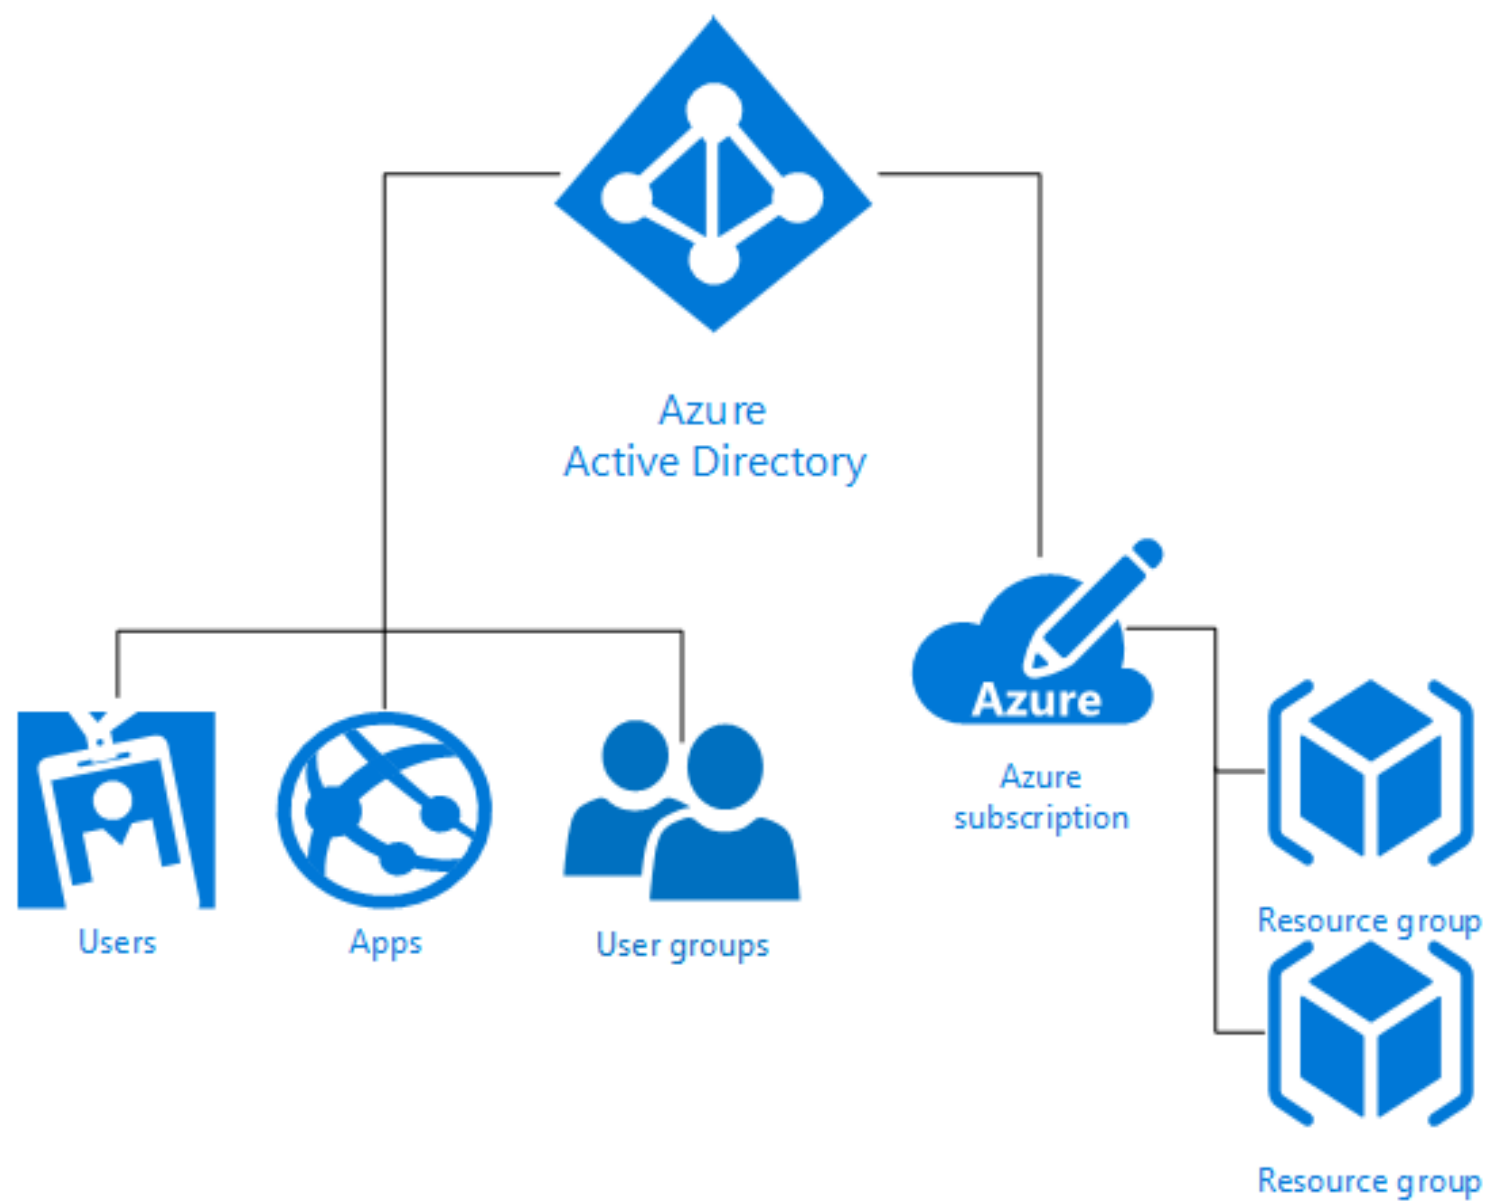 Azure
Active Directory
Azure
Azure
subscription
Users
Apps
User groups
Resource group
Resource group